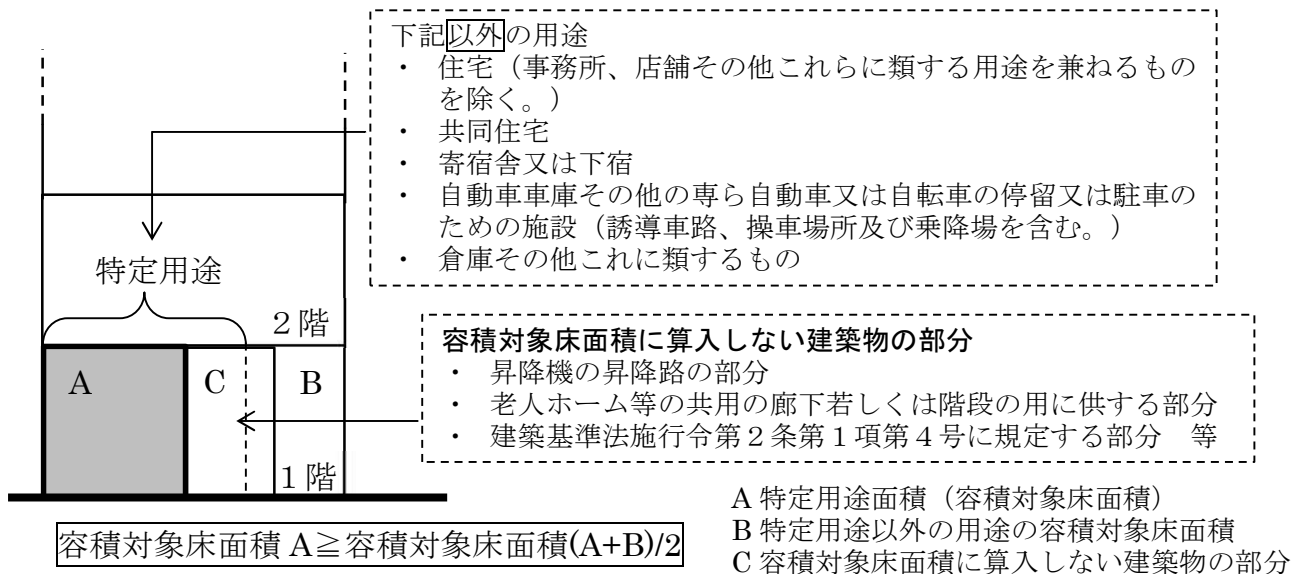 下記以外の用途
・ 住宅（事務所、店舗その他これらに類する用途を兼ねるもの
を除く。）
・ 共同住宅
・ 寄宿舎又は下宿
・ 自動車車庫その他の専ら自動車又は自転車の停留又は駐車の
ための施設（誘導車路、操車場所及び乗降場を含む。）
・ 倉庫その他これに類するもの
特定用途
２階
容積対象床面積に算入しない建築物の部分
・ 昇降機の昇降路の部分
・ 老人ホーム等の共用の廊下若しくは階段の用に供する部分
・ 建築基準法施行令第２条第１項第４号に規定する部分　等
A
C
B
１階
容積対象床面積 A≧容積対象床面積(A+B)/2
A 特定用途面積（容積対象床面積）
B 特定用途以外の用途の容積対象床面積
C 容積対象床面積に算入しない建築物の部分